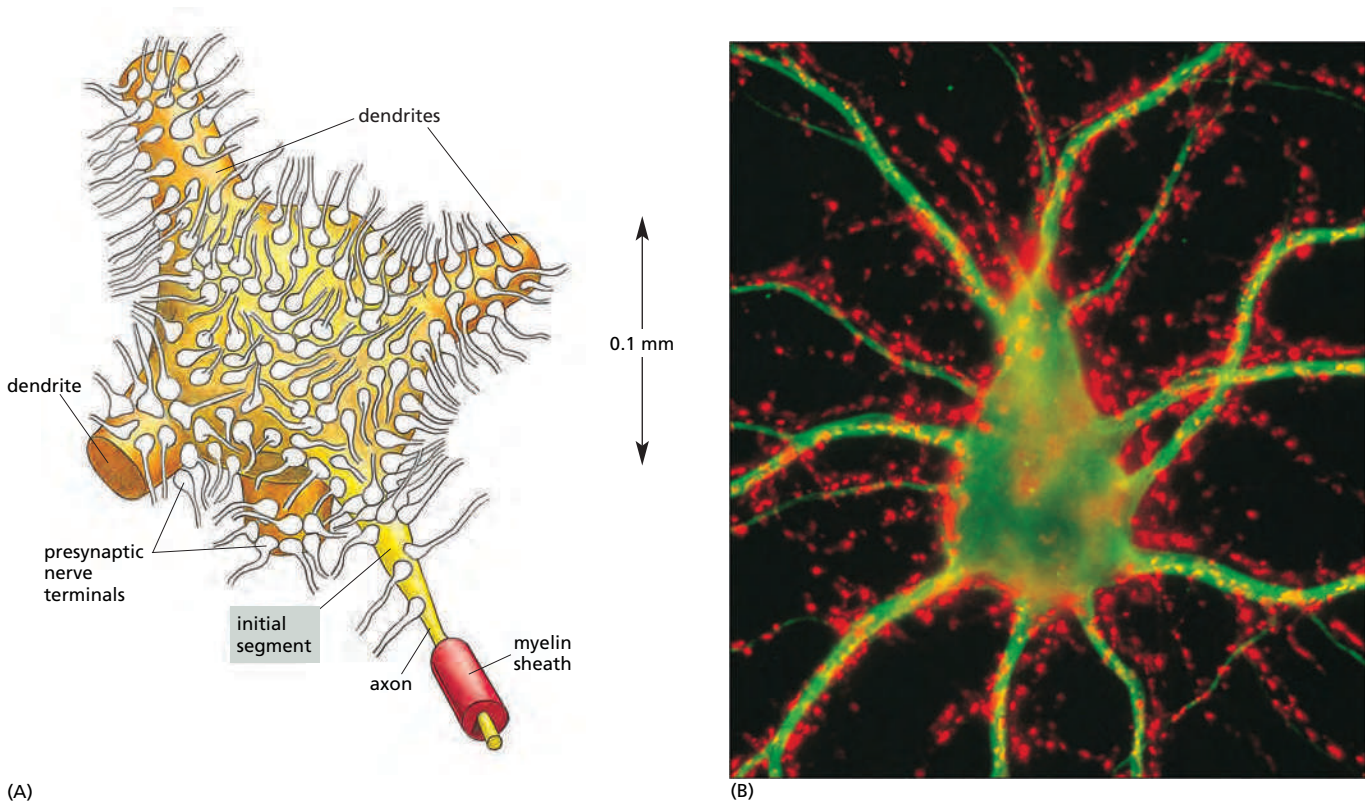 dendrites
0.1 mm
dendrite
presynaptic
nerve
terminals
initial
segment
axon
myelin
sheath
(A)
(B)